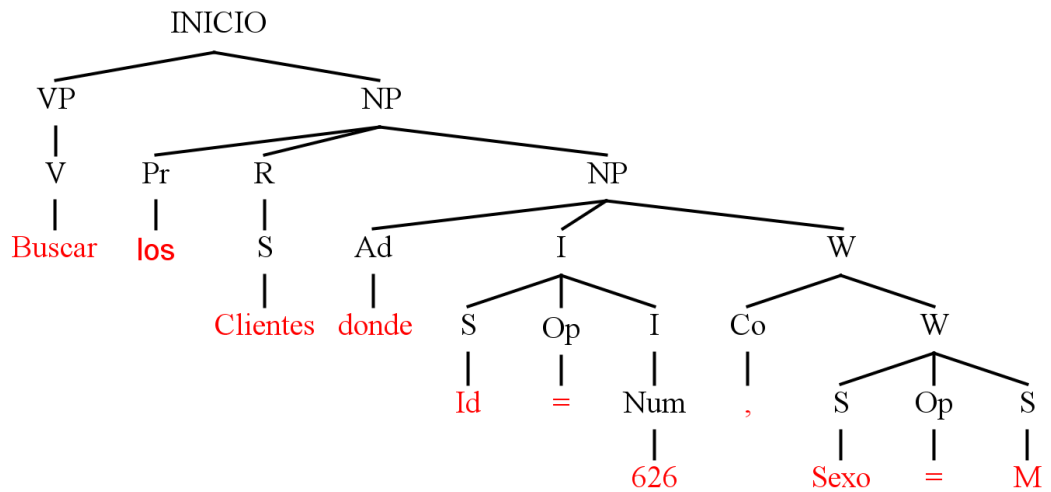 INICIO
VP NP
V Pr R NP
Buscar los S Ad I W
Clientes donde S Op I Co W
Id = Num , S Op S
626 Sexo = M